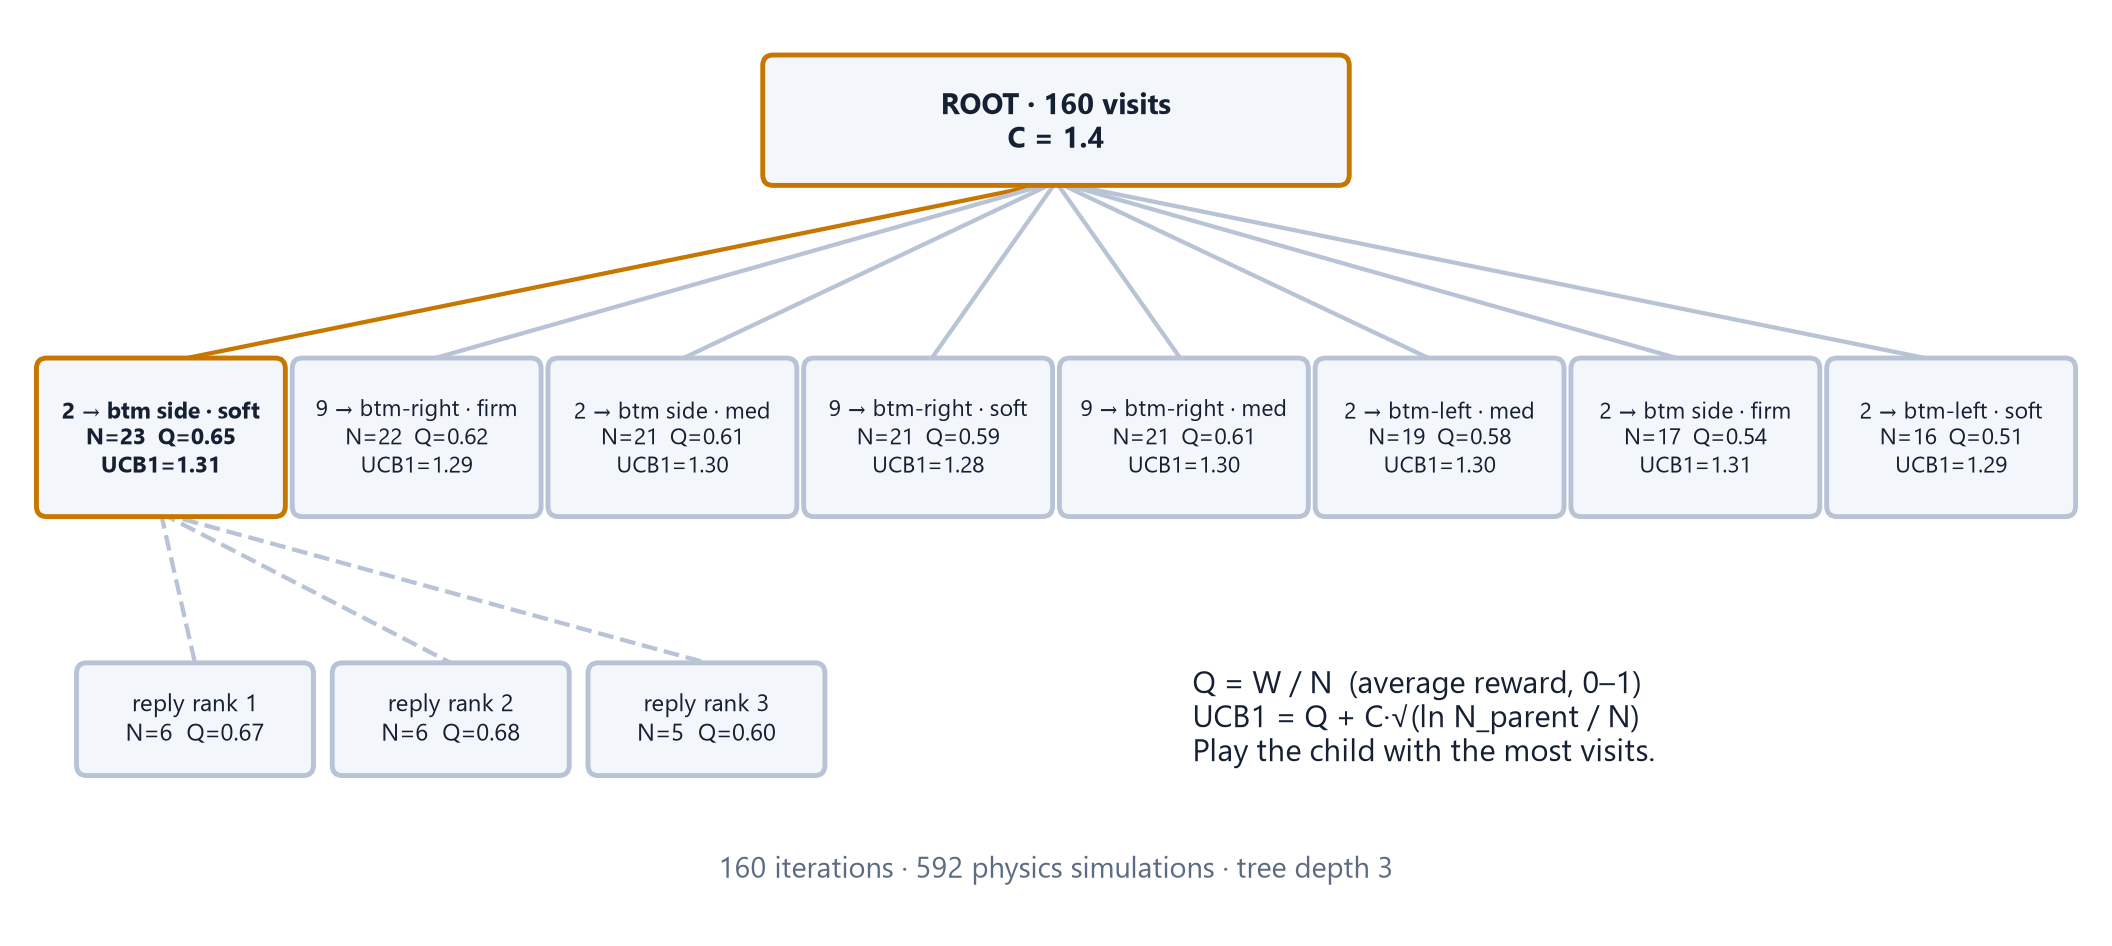 ROOT · 160 visits
C = 1.4
2 → btm side · soft
N=23 Q=0.65
UCB1=1.31
9 → btm-right · firm
N=22 Q=0.62
UCB1=1.29
2 → btm side · med
N=21 Q=0.61
UCB1=1.30
9 → btm-right · soft
N=21 Q=0.59
UCB1=1.28
9 → btm-right · med
N=21 Q=0.61
UCB1=1.30
2 → btm-left · med
N=19 Q=0.58
UCB1=1.30
2 → btm side · firm
N=17 Q=0.54
UCB1=1.31
2 → btm-left · soft
N=16 Q=0.51
UCB1=1.29
reply rank 1
N=6 Q=0.67
reply rank 2
N=6 Q=0.68
reply rank 3
N=5 Q=0.60
Q = W / N (average reward, 0–1)
UCB1 = Q + C·√(ln N_parent / N)
Play the child with the most visits.
160 iterations · 592 physics simulations · tree depth 3